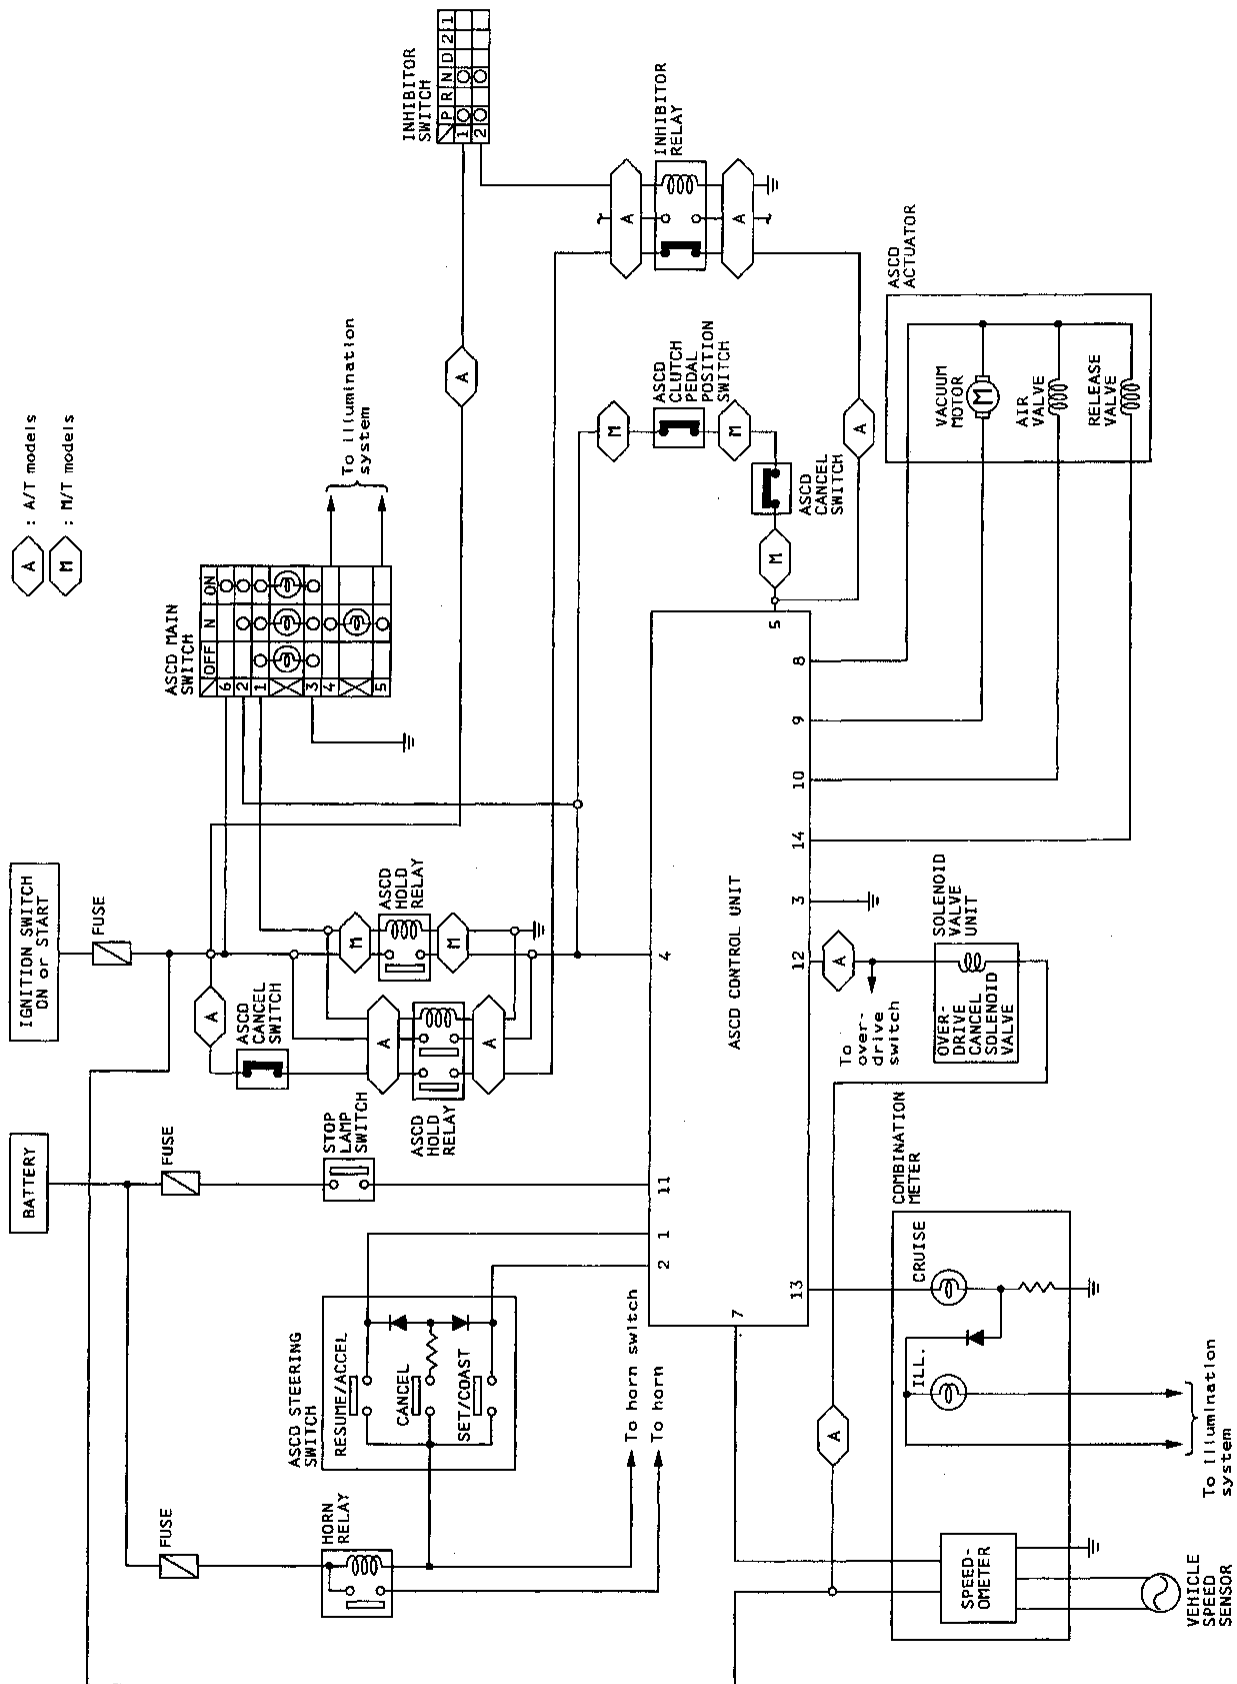 A : A/T models
M : M/T models
IGNITION SWITCH
ON or START
FUSE
BATTERY
FUSE
FUSE
HORN
RELAY
ASCD STEERING
SWITCH
RESUME/ACCEL
CANCEL
SET/COAST
To horn switch
To horn
STOP
LAMP
SWITCH
ASCD
CANCEL
SWITCH
A
ASCD
HOLD
RELAY
A
A
ASCD
HOLD
RELAY
M
M
ASCD MAIN
SWITCH
OFF N ON
6
2
1
3
4
5
To illumination
system
A
INHIBITOR
SWITCH
P R N D 2 1
1
2
INHIBITOR
RELAY
A
A
ASCD
CLUTCH
PEDAL
POSITION
SWITCH
M
M
ASCD
CANCEL
SWITCH
M
A
ASCD CONTROL UNIT
4
11
1
2
7
13
12
3
14
10
9
8
5
ASCD
ACTUATOR
VACUUM
MOTOR
M
AIR
VALVE
RELEASE
VALVE
SOLENOID
VALVE
UNIT
OVER-
DRIVE
CANCEL
SOLENOID
VALVE
A
To
over-
drive
switch
COMBINATION
METER
CRUISE
ILL.
A
To illumination
system
SPEED-
OMETER
VEHICLE
SPEED
SENSOR